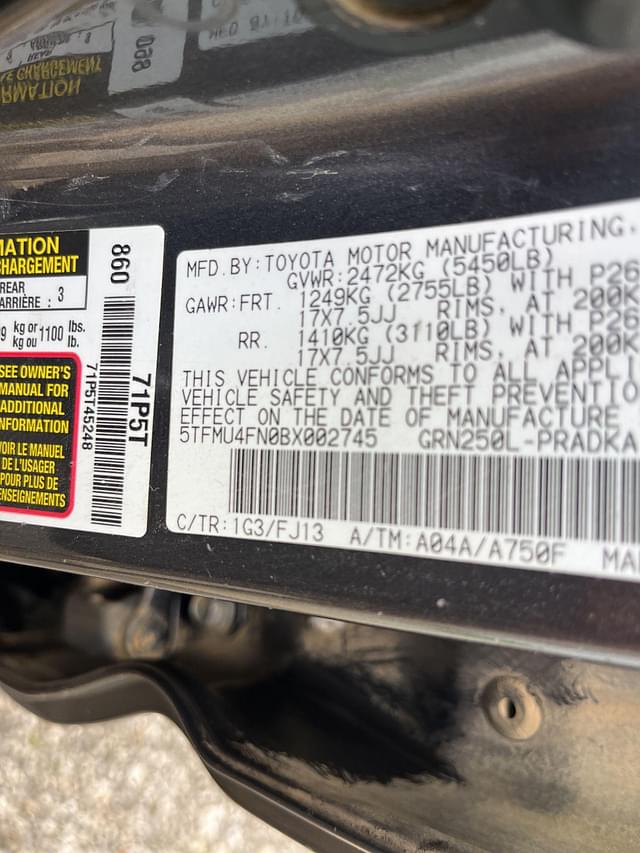 MATION
CHARGEMENT
REAR
ARRIÈRE : 3
kg or 1100 lbs.
kg ou lb.
SEE OWNER'S
MANUAL FOR
ADDITIONAL
INFORMATION
VOIR LE MANUEL
DE L'USAGER
POUR PLUS DE
RENSEIGNEMENTS
860
71P5T
71P5T45248
MFD.BY:TOYOTA MOTOR MANUFACTURING,
GVWR:2472KG (5450LB)
GAWR:FRT. 1249KG (2755LB) WITH P26
17X7.5JJ RIMS, AT 200K
RR. 1410KG (3110LB) WITH P26
17X7.5JJ RIMS, AT 200K
THIS VEHICLE CONFORMS TO ALL APPLI
VEHICLE SAFETY AND THEFT PREVENTIO
EFFECT ON THE DATE OF MANUFACTURE
5TFMU4FN0BX002745 GRN250L-PRADKA
C/TR:1G3/FJ13 A/TM:A04A/A750F MA